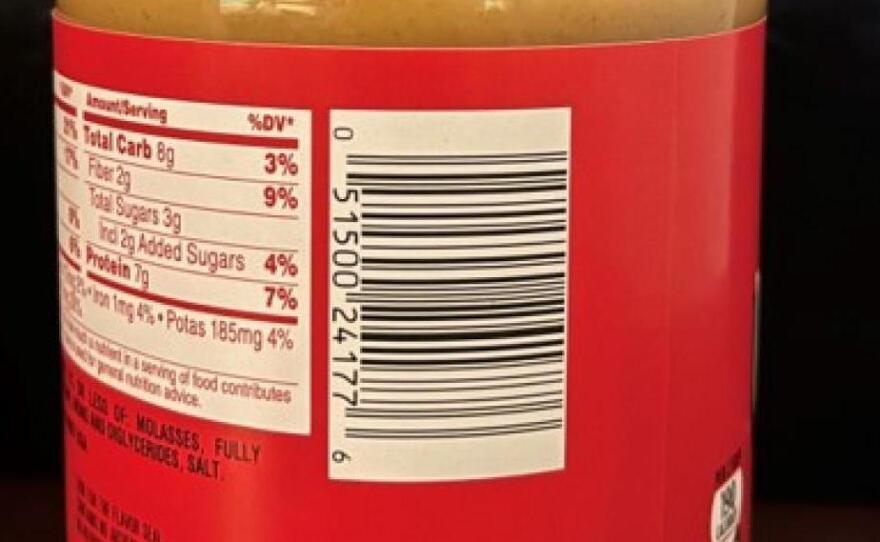 Amount/Serving %DV*
Total Carb 8g 3%
Fiber 2g 9%
Total Sugars 3g
Incl 2g Added Sugars 4%
Protein 7g 7%
• Iron 1mg 4% • Potas 185mg 4%
nutrient in a serving of food contributes
general nutrition advice.
OR LESS OF: MOLASSES, FULLY
AND DIGLYCERIDES, SALT.
0 51500 24177 6